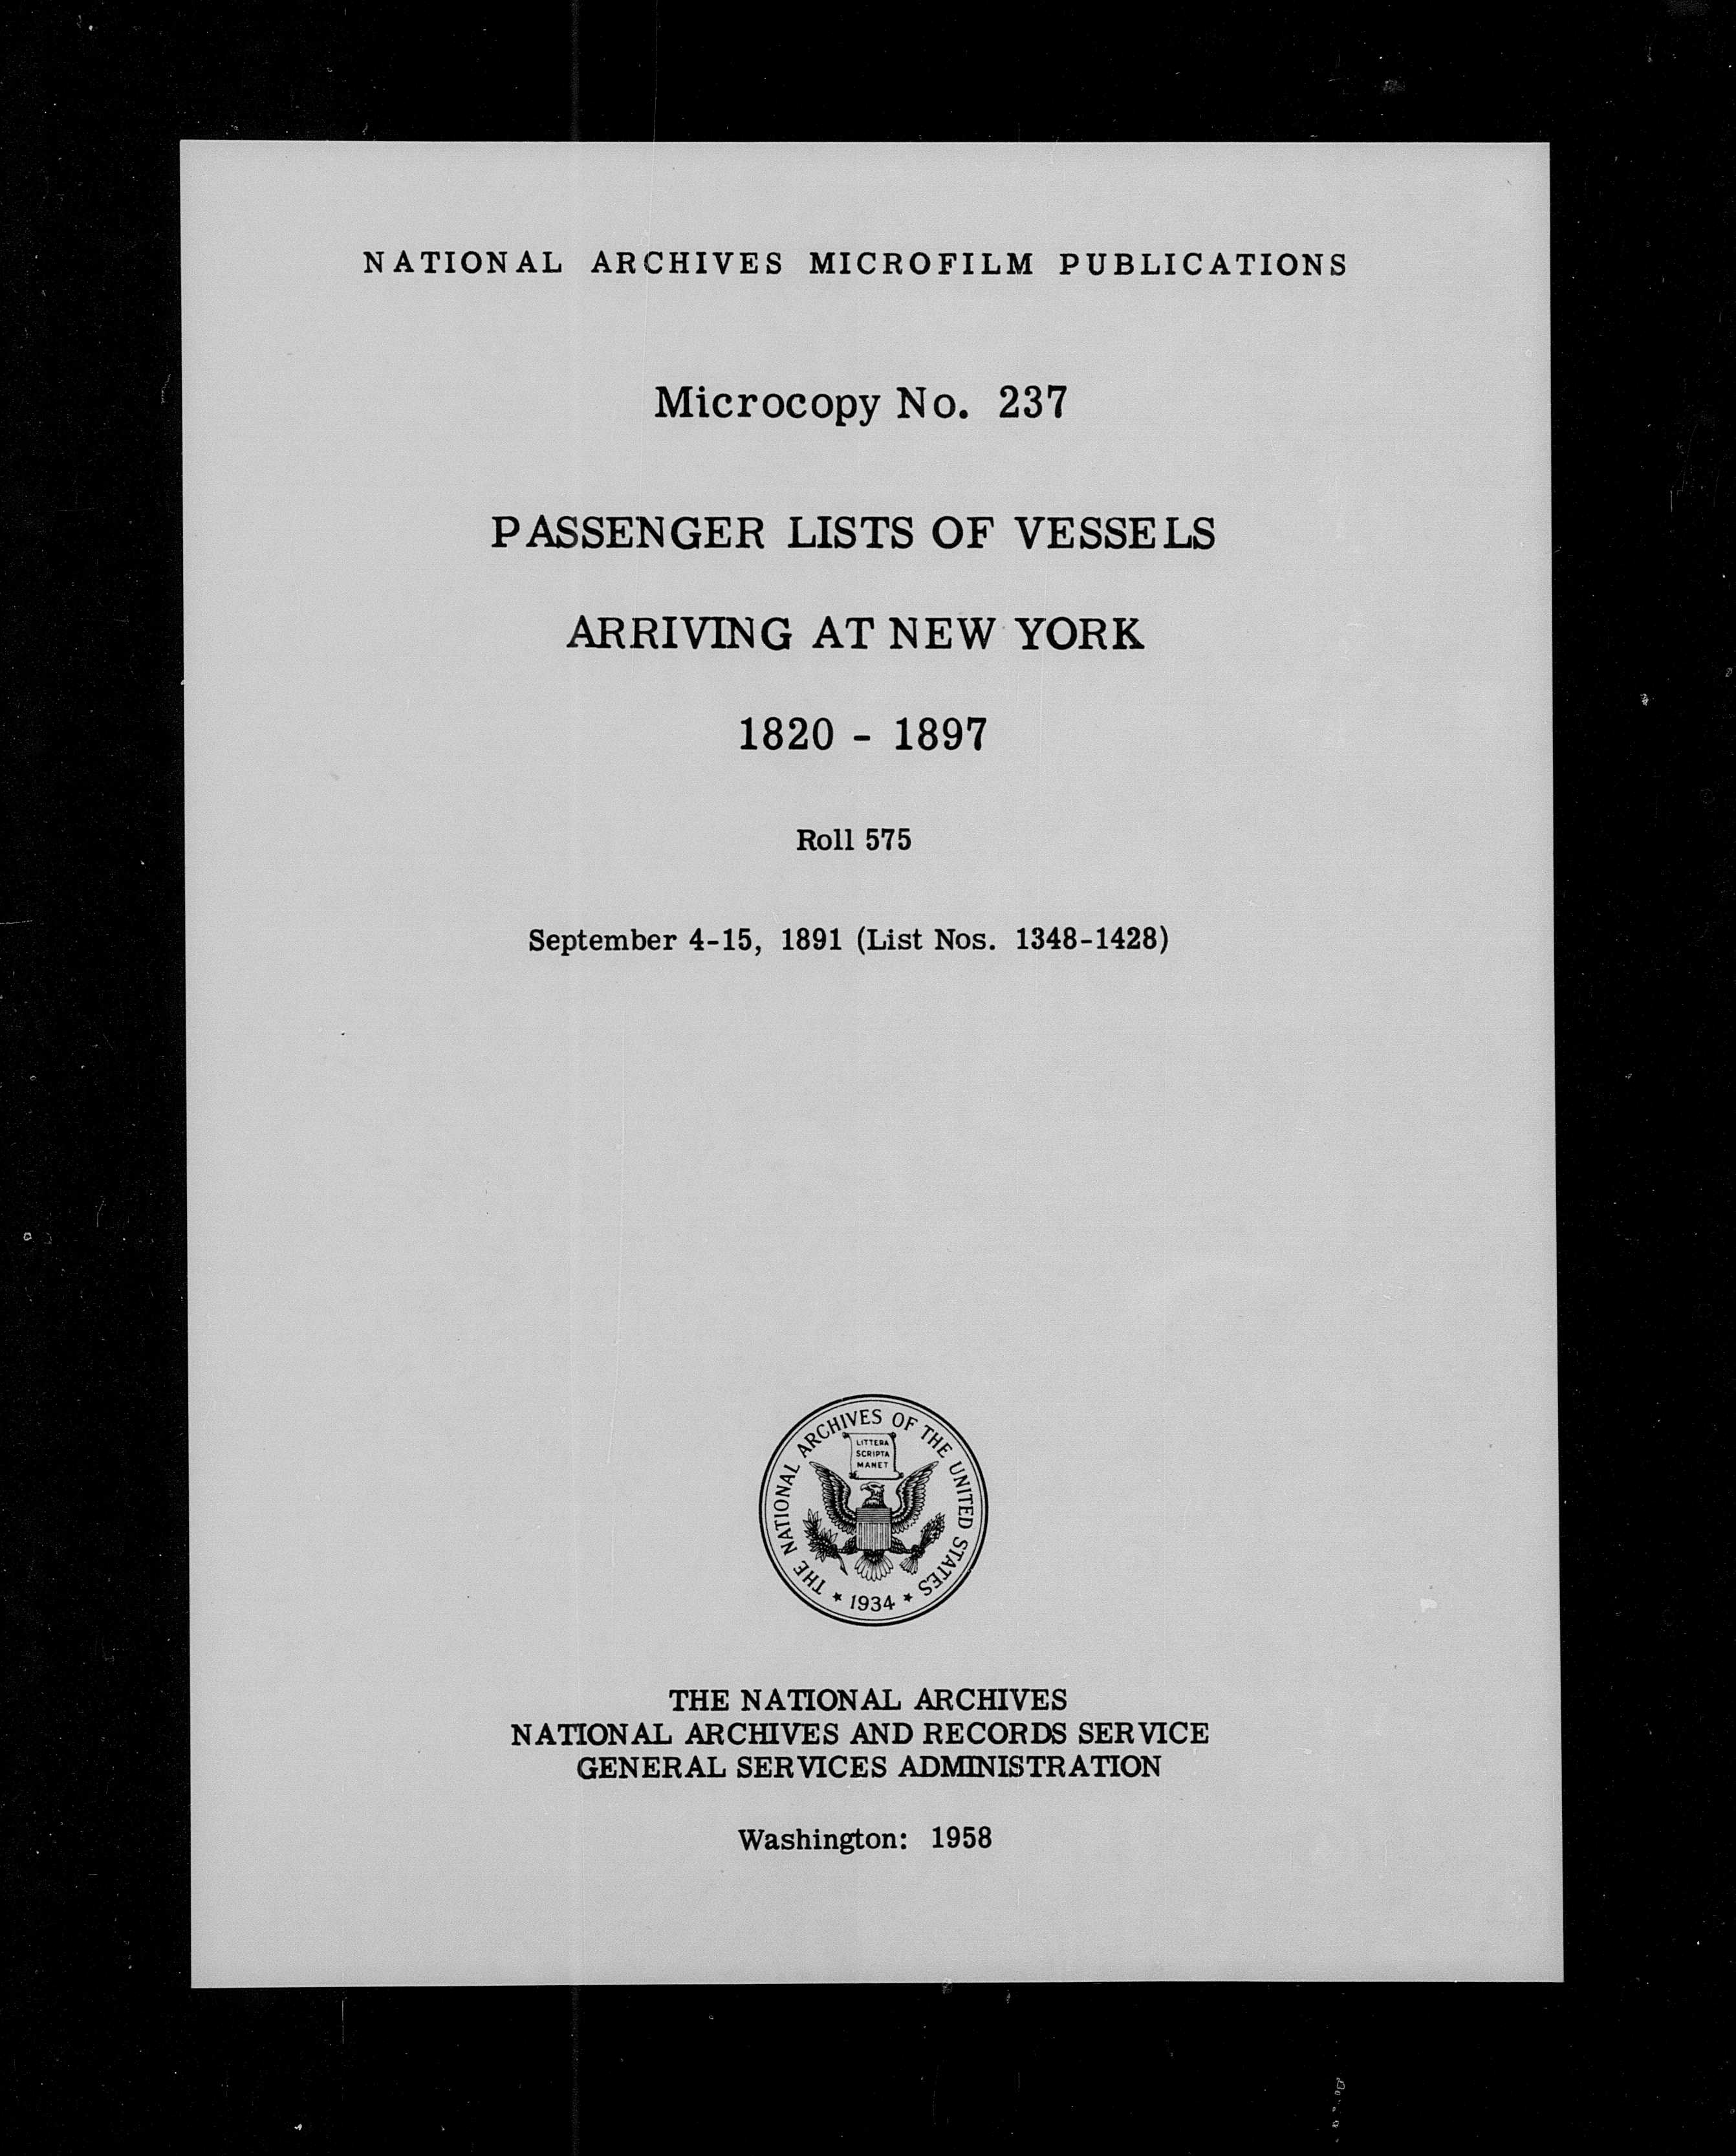 NATIONAL ARCHIVES MICROFILM PUBLICATIONS
Microcopy No. 237
PASSENGER LISTS OF VESSELS
ARRIVING AT NEW YORK
1820 - 1897
Roll 575
September 4-15, 1891 (List Nos. 1348-1428)
THE NATIONAL ARCHIVES OF THE UNITED STATES
LITTERA
SCRIPTA
MANET
★ 1934 ★
THE NATIONAL ARCHIVES
NATIONAL ARCHIVES AND RECORDS SERVICE
GENERAL SERVICES ADMINISTRATION
Washington: 1958